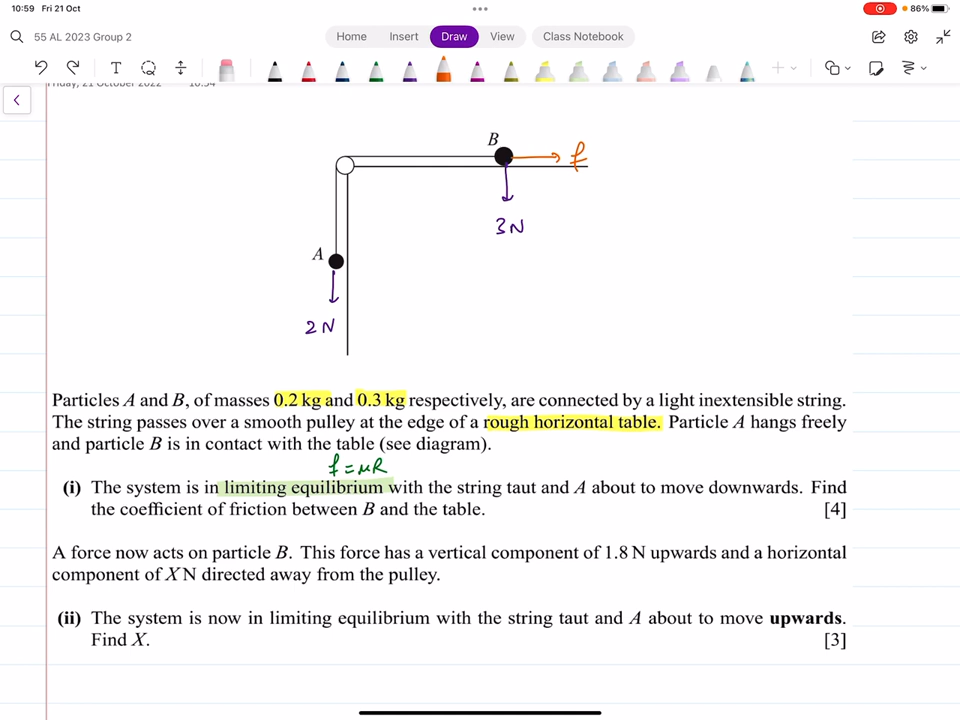 10:59 Fri 21 Oct
86%
55 AL 2023 Group 2
Home Insert Draw View Class Notebook
Friday, 21 October 2022 10:54
B
f
3N
A
2N
Particles A and B, of masses 0.2 kg and 0.3 kg respectively, are connected by a light inextensible string.
The string passes over a smooth pulley at the edge of a rough horizontal table. Particle A hangs freely
and particle B is in contact with the table (see diagram).
f = μR
(i) The system is in limiting equilibrium with the string taut and A about to move downwards. Find
the coefficient of friction between B and the table. [4]
A force now acts on particle B. This force has a vertical component of 1.8 N upwards and a horizontal
component of X N directed away from the pulley.
(ii) The system is now in limiting equilibrium with the string taut and A about to move upwards.
Find X. [3]